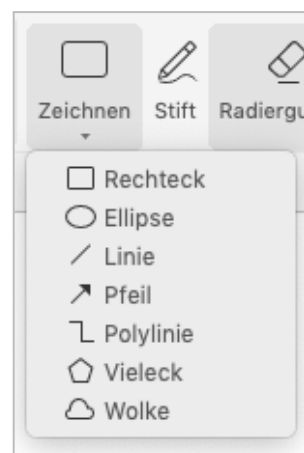 Zeichnen Stift Radiergu
Rechteck
Ellipse
Linie
Pfeil
Polylinie
Vieleck
Wolke